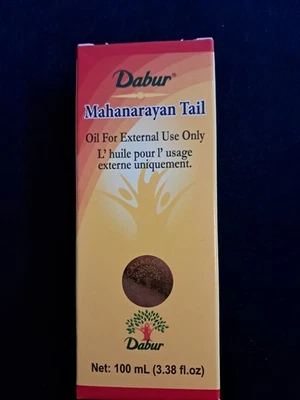 Dabur®
Mahanarayan Tail
Oil For External Use Only
L' huile pour l' usage
externe uniquement.
Dabur
Net: 100 mL (3.38 fl.oz)